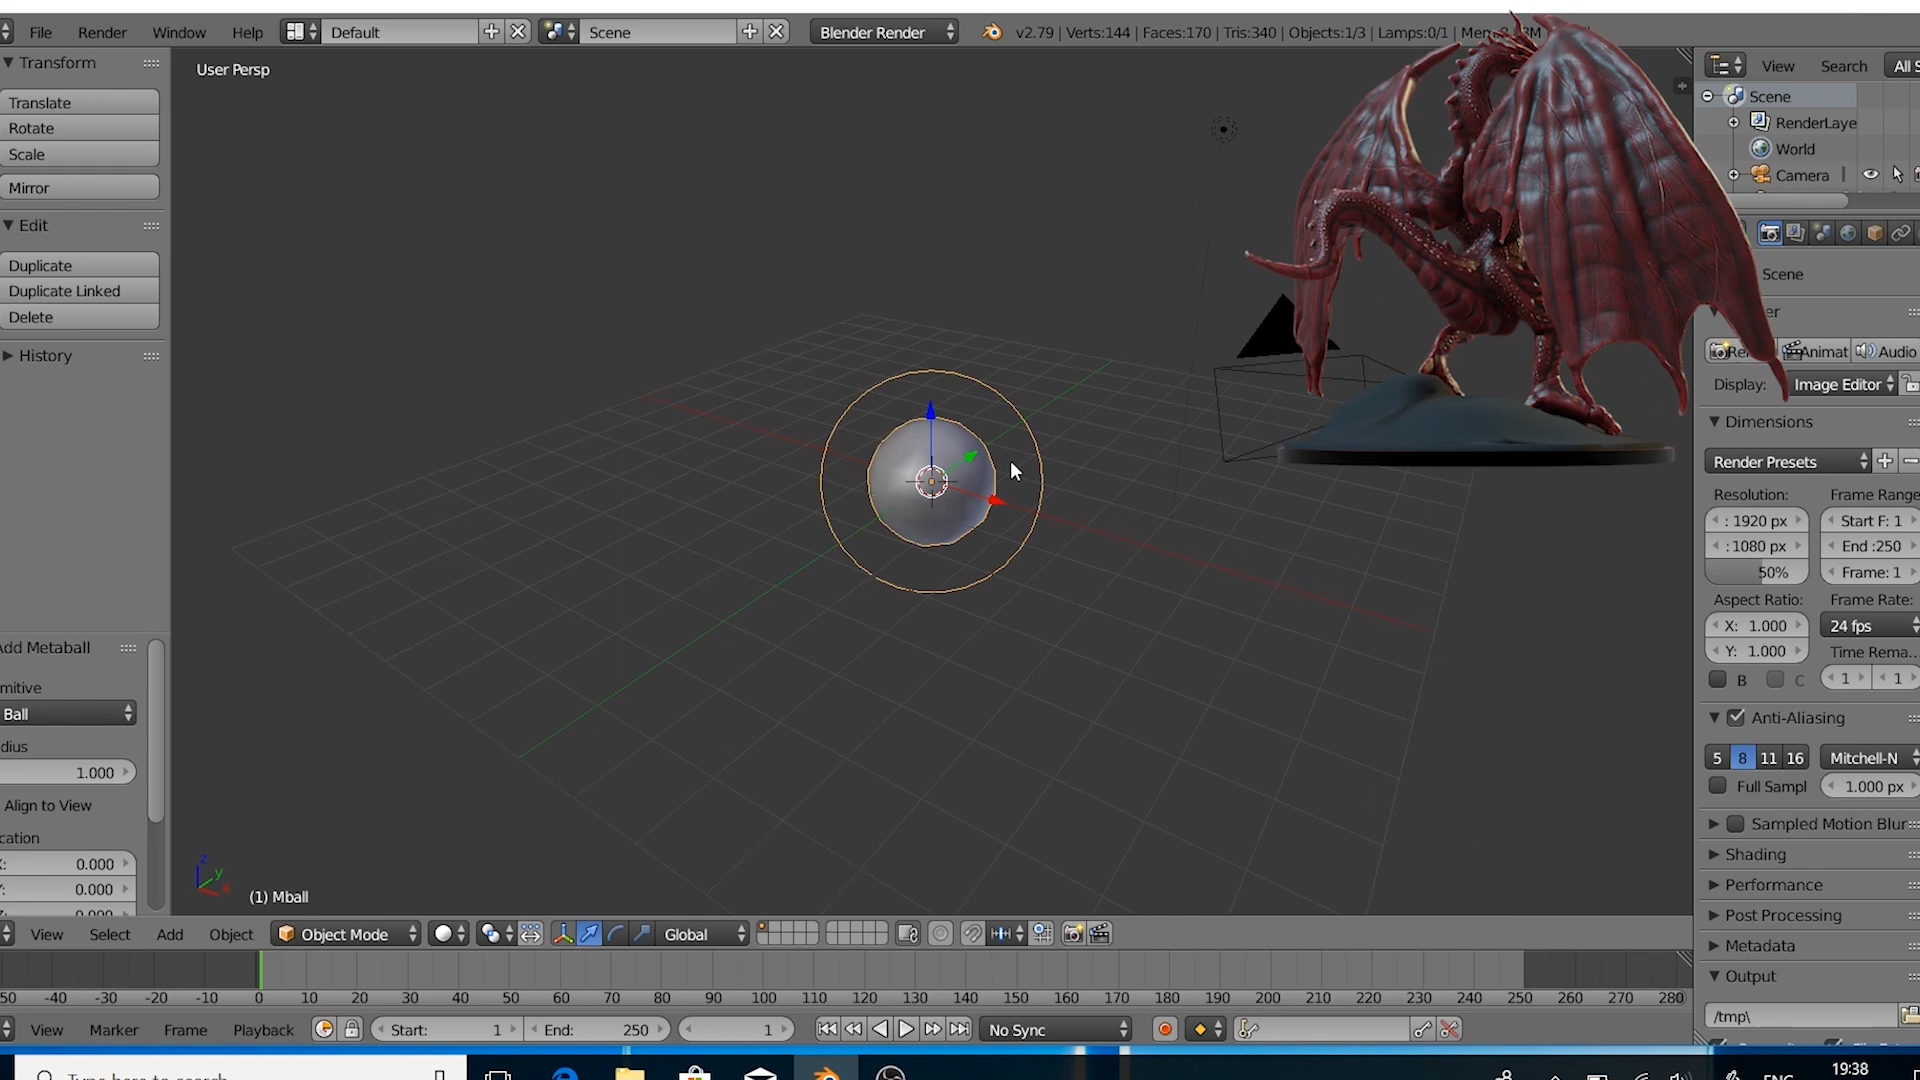 File Render Window Help Default Scene Blender Render v2.79 | Verts:144 | Faces:170 | Tris:340 | Objects:1/3 | Lamps:0/1 |
Transform
User Persp
View Search All S
Translate
Scene
Rotate
RenderLaye
Scale
World
Camera
Mirror
Edit
Duplicate
Scene
Duplicate Linked
Delete
History
Animat Audio
Display: Image Editor
Dimensions
Render Presets
Resolution: Frame Range
: 1920 px Start F: 1
:1080 px End :250
50% Frame: 1
Aspect Ratio: Frame Rate:
X: 1.000 24 fps
Y: 1.000 Time Rema..
B C 1 1
Add Metaball
mitive
Ball
Anti-Aliasing
dius
5 8 11 16 Mitchell-N
1.000
Full Sampl 1.000 px
Align to View
Sampled Motion Blur
cation
Shading
X: 0.000
Performance
Y: 0.000
z y x
(1) Mball
Post Processing
View Select Add Object Object Mode Global
Metadata
Output
-50 -40 -30 -20 -10 0 10 20 30 40 50 60 70 80 90 100 110 120 130 140 150 160 170 180 190 200 210 220 230 240 250 260 270 280
/tmp\
View Marker Frame Playback Start: 1 End: 250 1 No Sync
Type here to search
19:38
ENG